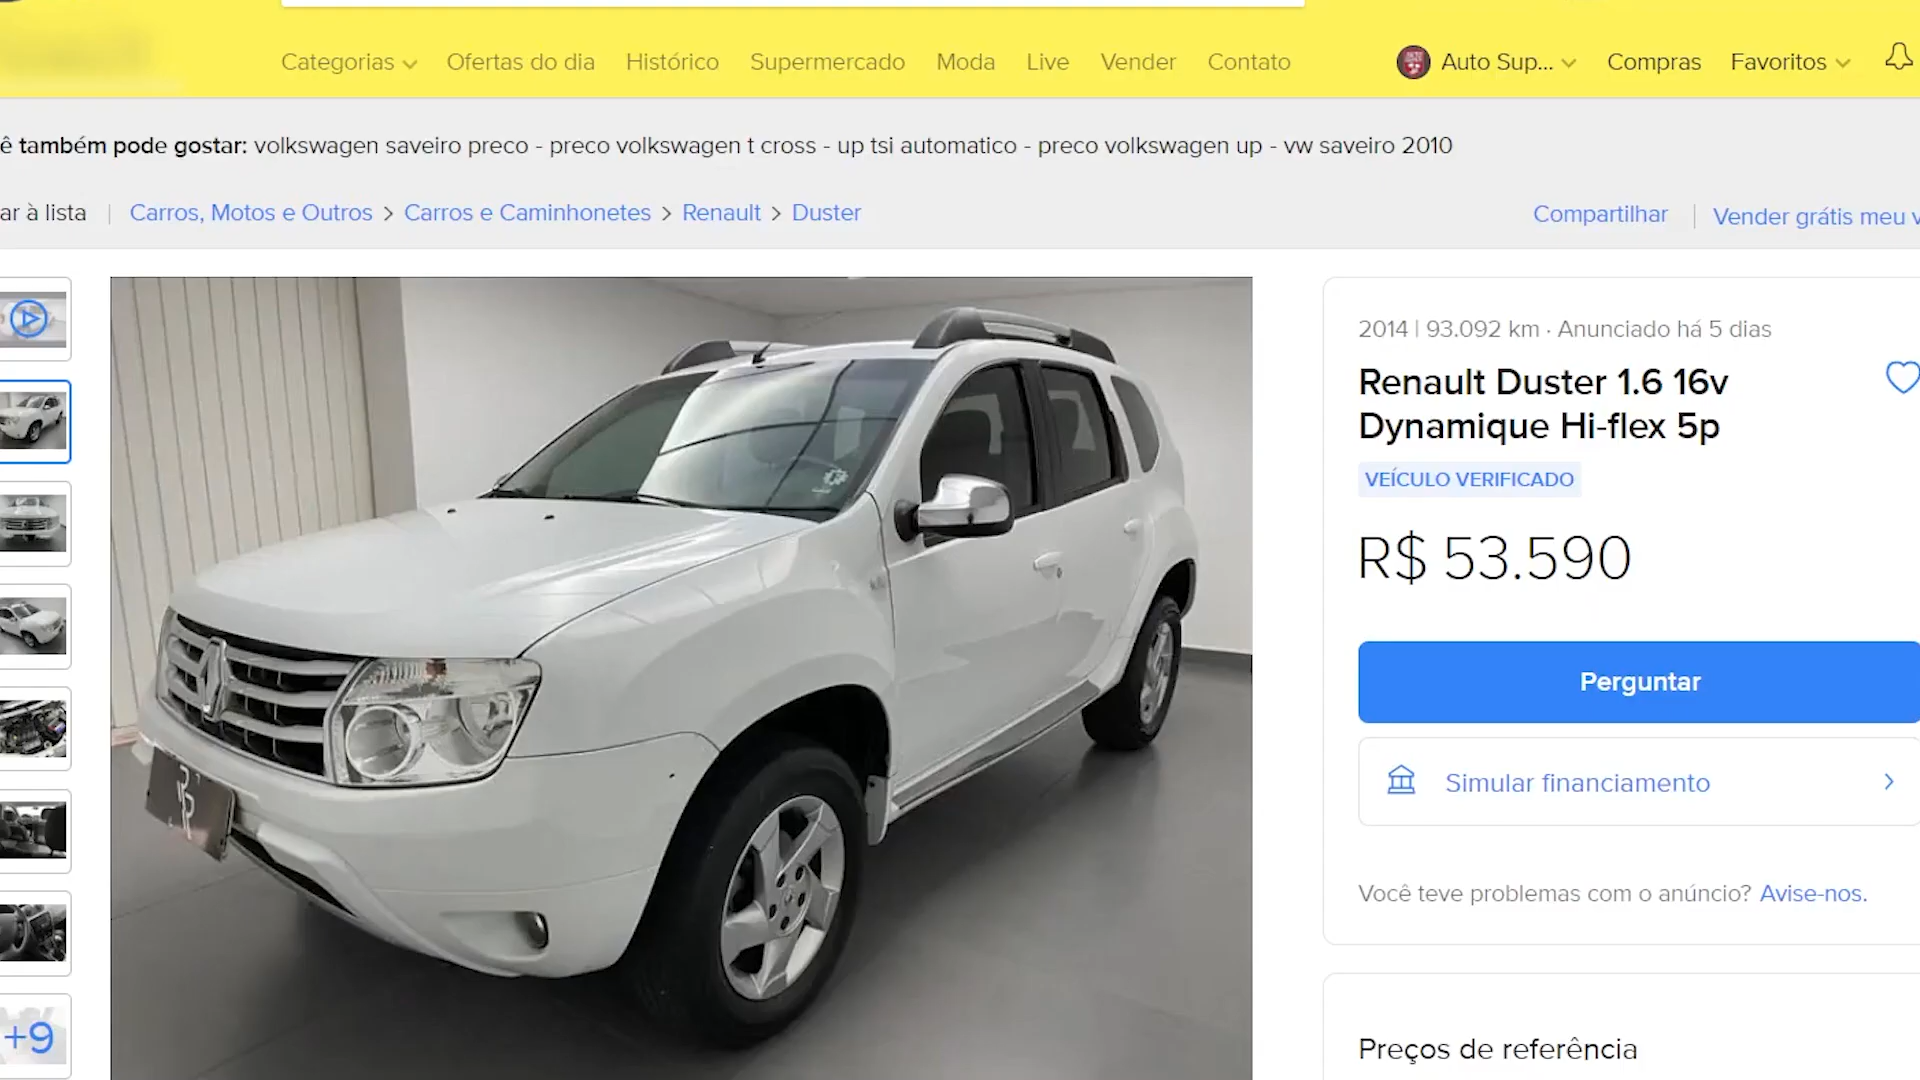 Categorias
Ofertas do dia
Histórico
Supermercado
Moda
Live
Vender
Contato
Auto Sup...
Compras
Favoritos
ê também pode gostar: volkswagen saveiro preco - preco volkswagen t cross - up tsi automatico - preco volkswagen up - vw saveiro 2010
ar à lista | Carros, Motos e Outros > Carros e Caminhonetes > Renault > Duster
Compartilhar | Vender grátis meu v
2014 | 93.092 km · Anunciado há 5 dias
Renault Duster 1.6 16v
Dynamique Hi-flex 5p
VEÍCULO VERIFICADO
R$ 53.590
Perguntar
Simular financiamento
Você teve problemas com o anúncio? Avise-nos.
Preços de referência
+9